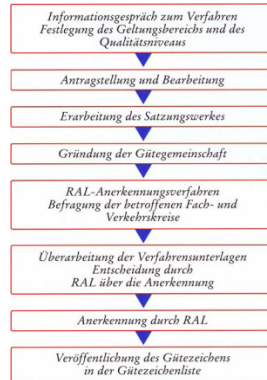 Informationsgespräch zum Verfahren
Festlegung des Geltungsbereichs und des
Qualitätsniveaus
Antragstellung und Bearbeitung
Erarbeitung des Satzungswerkes
Gründung der Gütegemeinschaft
RAL-Anerkennungsverfahren
Befragung der betroffenen Fach- und
Verkehrskreise
Überarbeitung der Verfahrensunterlagen
Entscheidung durch
RAL über die Anerkennung
Anerkennung durch RAL
Veröffentlichung des Gütezeichens
in der Gütezeichenliste